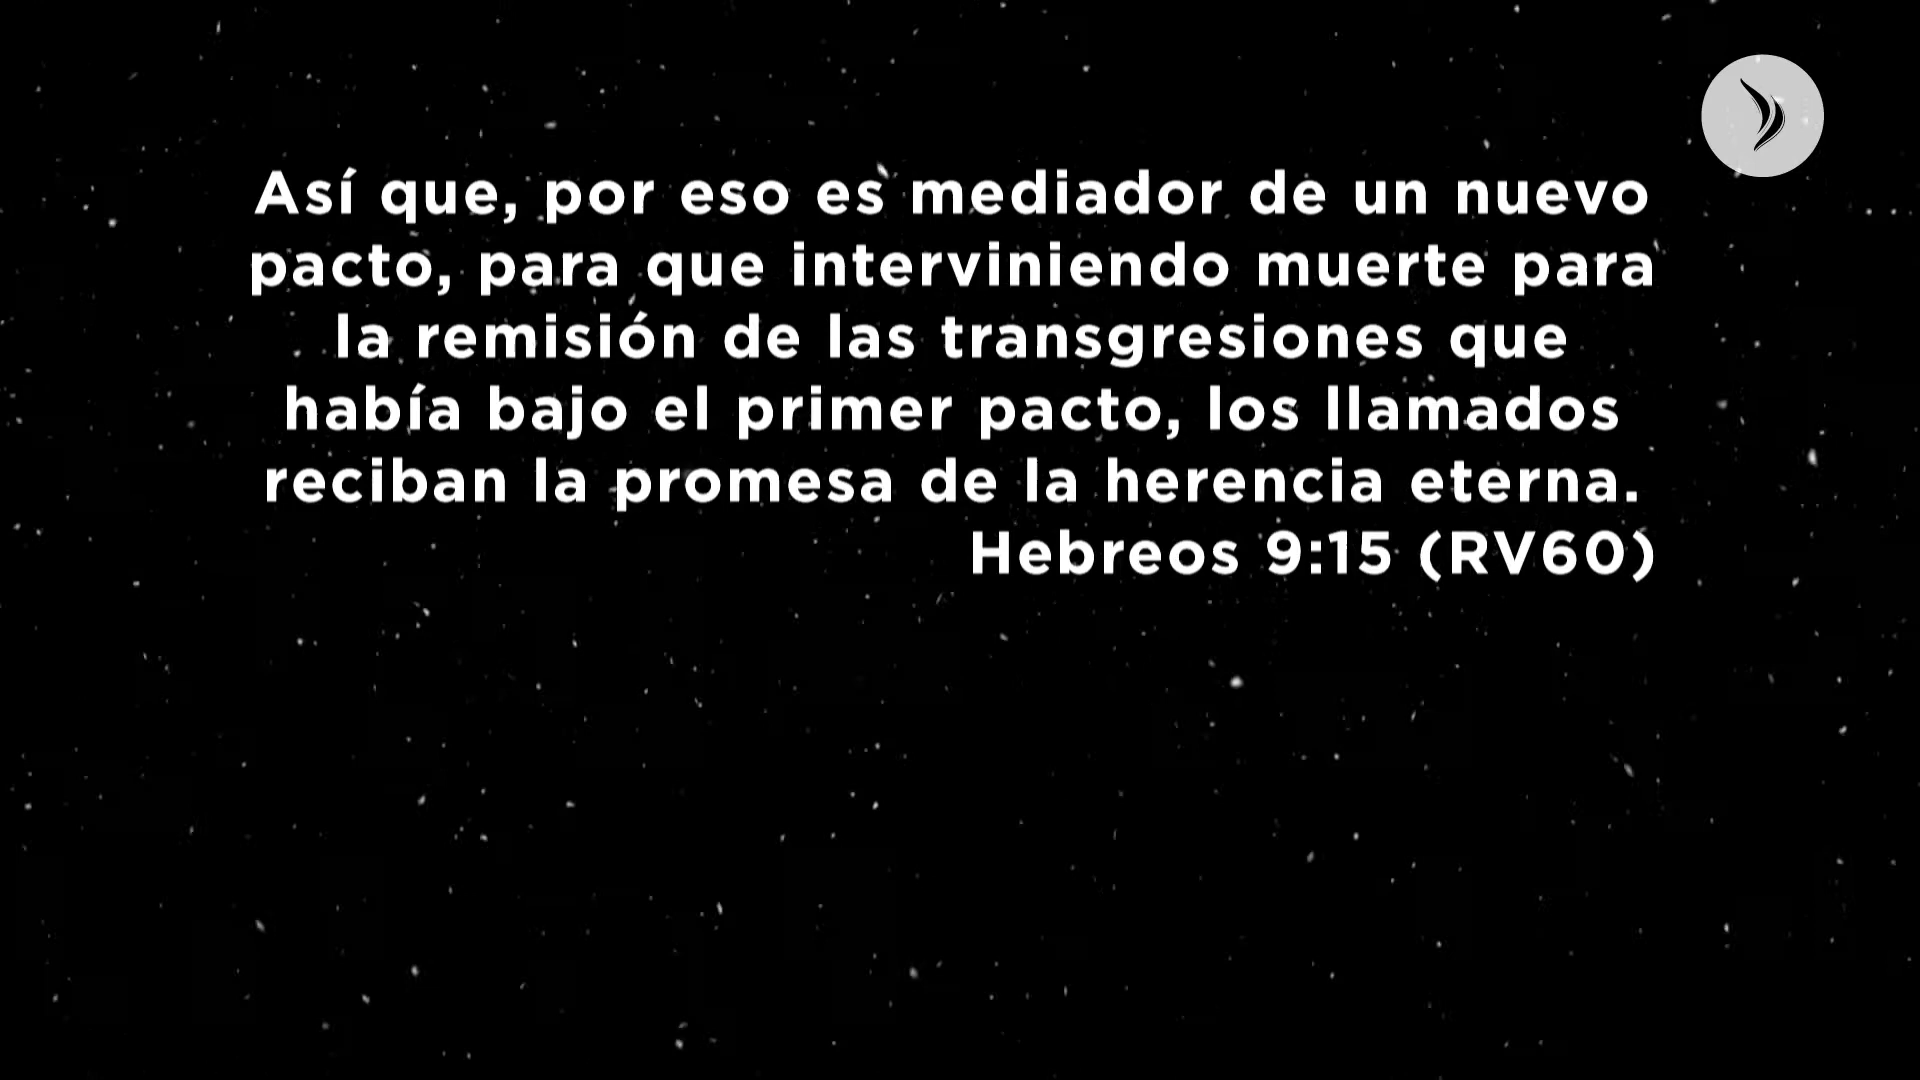 Así que, por eso es mediador de un nuevo
pacto, para que interviniendo muerte para
la remisión de las transgresiones que
había bajo el primer pacto, los llamados
reciban la promesa de la herencia eterna.
Hebreos 9:15 (RV60)